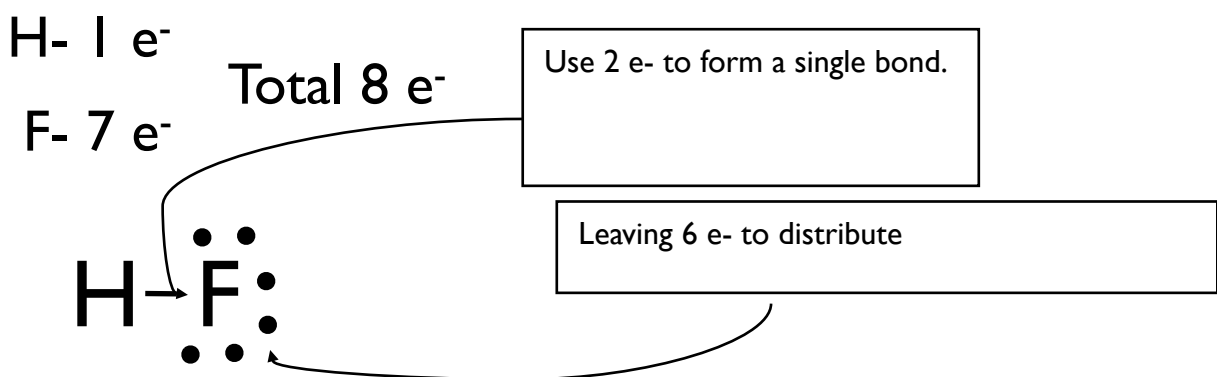 H- 1 e-
Total 8 e-
F- 7 e-
Use 2 e- to form a single bond.
Leaving 6 e- to distribute
H F